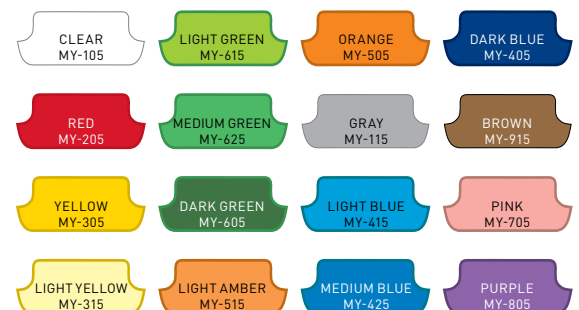 CLEAR
MY-105
LIGHT GREEN
MY-615
ORANGE
MY-505
DARK BLUE
MY-405
RED
MY-205
MEDIUM GREEN
MY-625
GRAY
MY-115
BROWN
MY-915
YELLOW
MY-305
DARK GREEN
MY-605
LIGHT BLUE
MY-415
PINK
MY-705
LIGHT YELLOW
MY-315
LIGHT AMBER
MY-515
MEDIUM BLUE
MY-425
PURPLE
MY-805